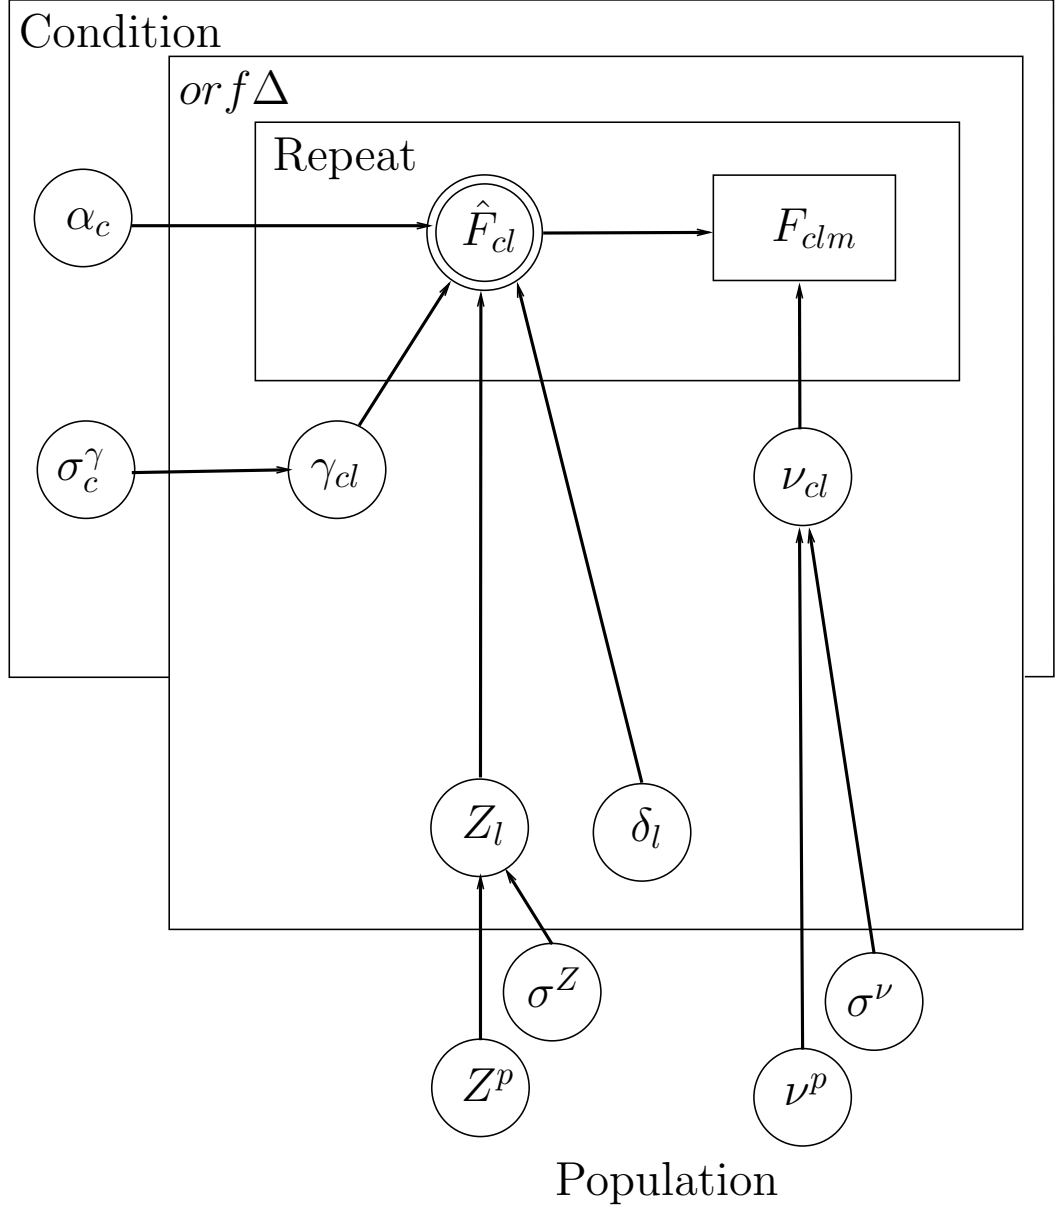 Condition
orfΔ
Repeat
α_c
F̂_cl
F_clm
σ_c^γ
γ_cl
ν_cl
Z_l
δ_l
σ^Z
σ^ν
Z^p
ν^p
Population